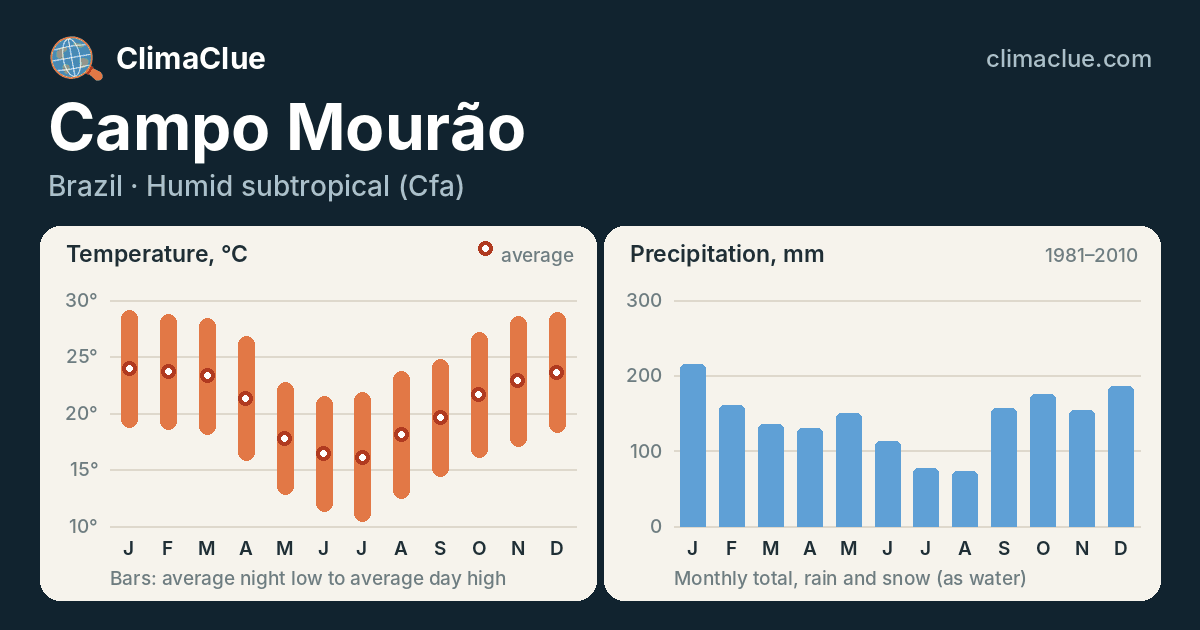 ClimaClue
climaclue.com
Campo Mourão
Brazil · Humid subtropical (Cfa)
Temperature, °C
average
30°
25°
20°
15°
10°
J F M A M J J A S O N D
Bars: average night low to average day high
Precipitation, mm
1981–2010
300
200
100
0
J F M A M J J A S O N D
Monthly total, rain and snow (as water)